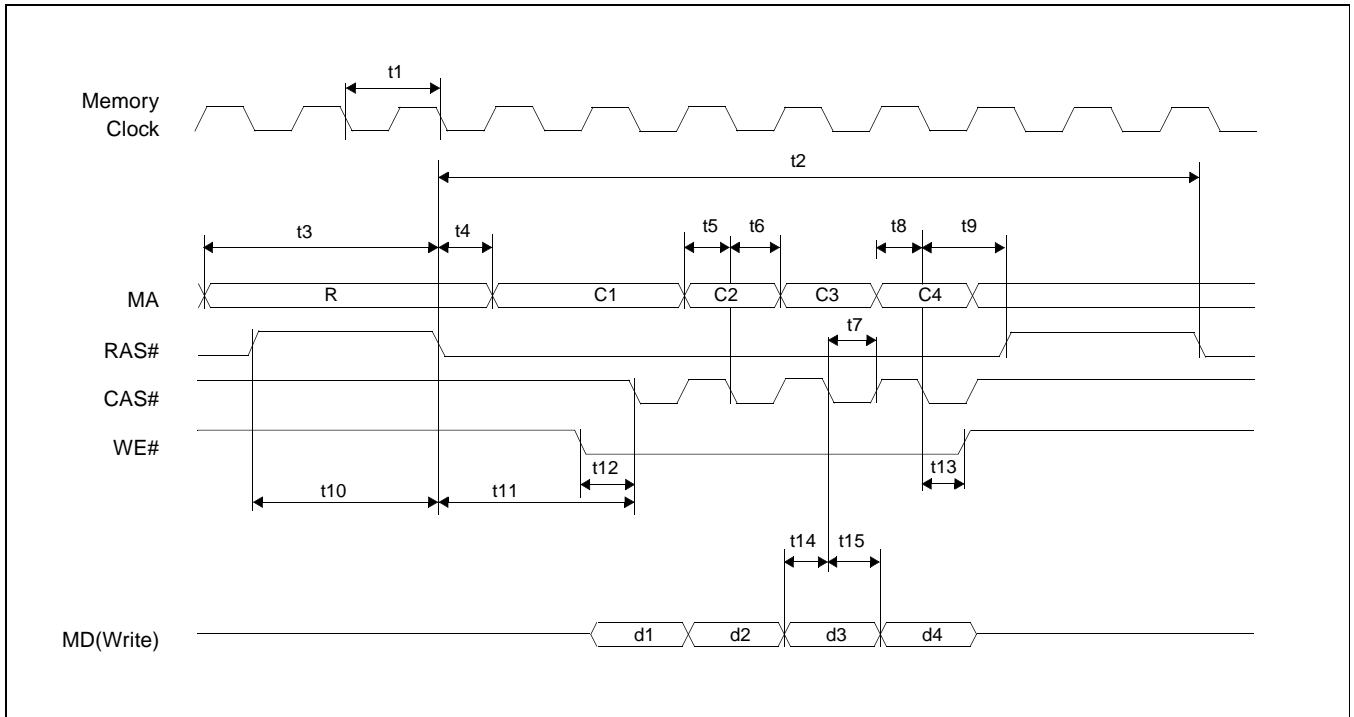 t1
Memory
Clock
t2
t3
t4
t5
t6
t8
t9
MA
R
C1
C2
C3
C4
t7
RAS#
CAS#
WE#
t12
t13
t10
t11
t14
t15
MD(Write)
d1
d2
d3
d4